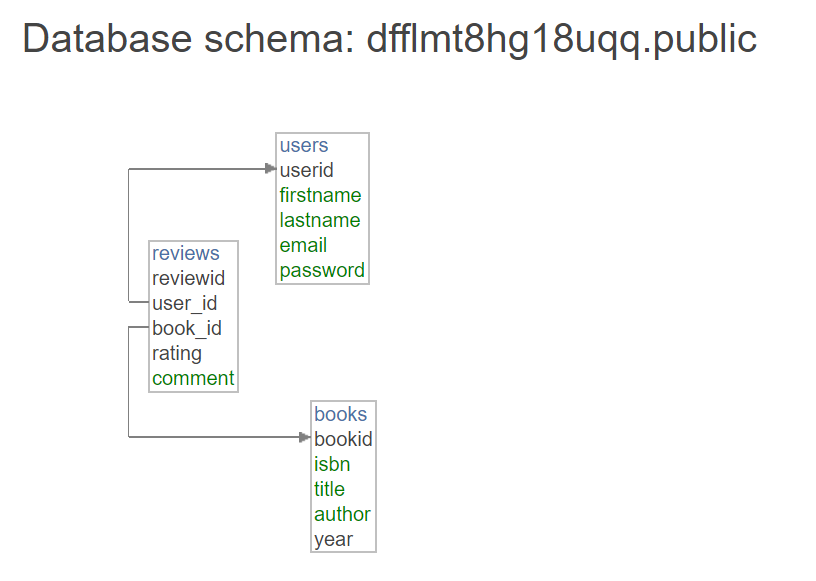 Database schema: dfflmt8hg18uqq.public
users
userid
firstname
lastname
email
password
reviews
reviewid
user_id
book_id
rating
comment
books
bookid
isbn
title
author
year